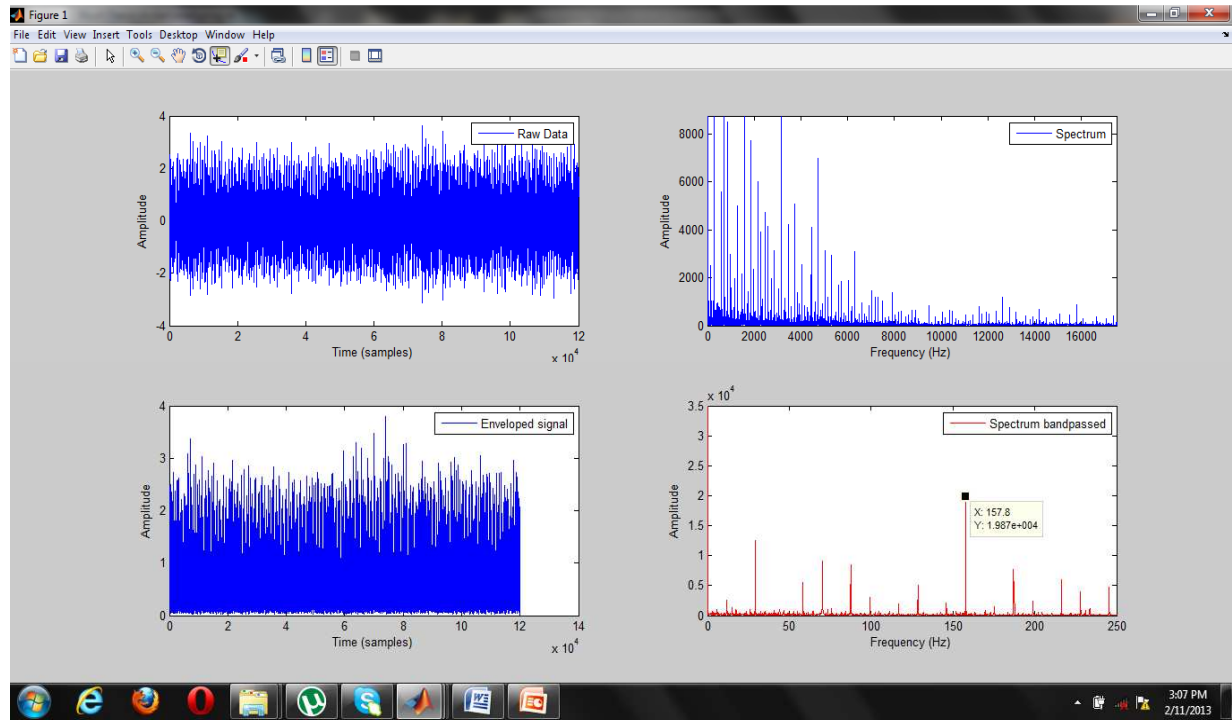 Figure 1
File Edit View Insert Tools Desktop Window Help
4
2
0
-2
-4
Amplitude
Raw Data
0 2 4 6 8 10 12
Time (samples)
x 10^4
8000
6000
4000
2000
0
Amplitude
Spectrum
0 2000 4000 6000 8000 10000 12000 14000 16000
Frequency (Hz)
4
3
2
1
0
Amplitude
Enveloped signal
0 2 4 6 8 10 12 14
Time (samples)
x 10^4
x 10^4
3.5
3
2.5
2
1.5
1
0.5
0
Amplitude
Spectrum bandpassed
X: 157.8
Y: 1.987e+004
0 50 100 150 200 250
Frequency (Hz)
3:07 PM
2/11/2013